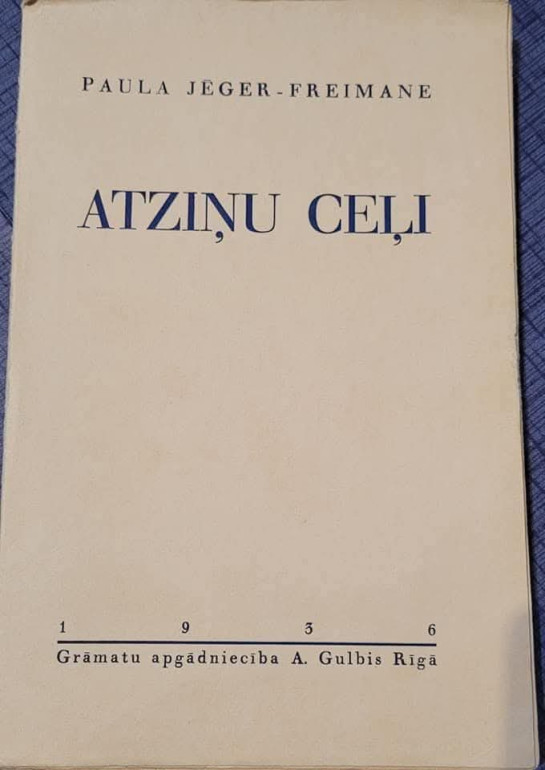 PAULA JĒGER-FREIMANE
ATZIŅU CEĻI
1 9 3 6
Grāmatu apgādniecība A. Gulbis Rīgā